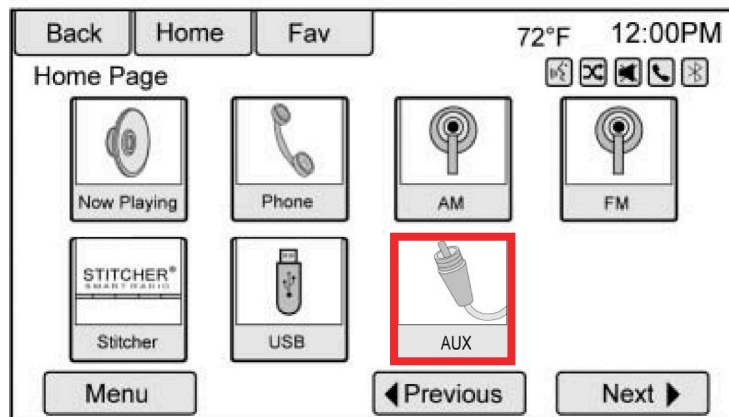 Back Home Fav 72°F 12:00PM
Home Page
Now Playing Phone AM FM
STITCHER®
SMART RADIO
Stitcher USB AUX
Menu Previous Next